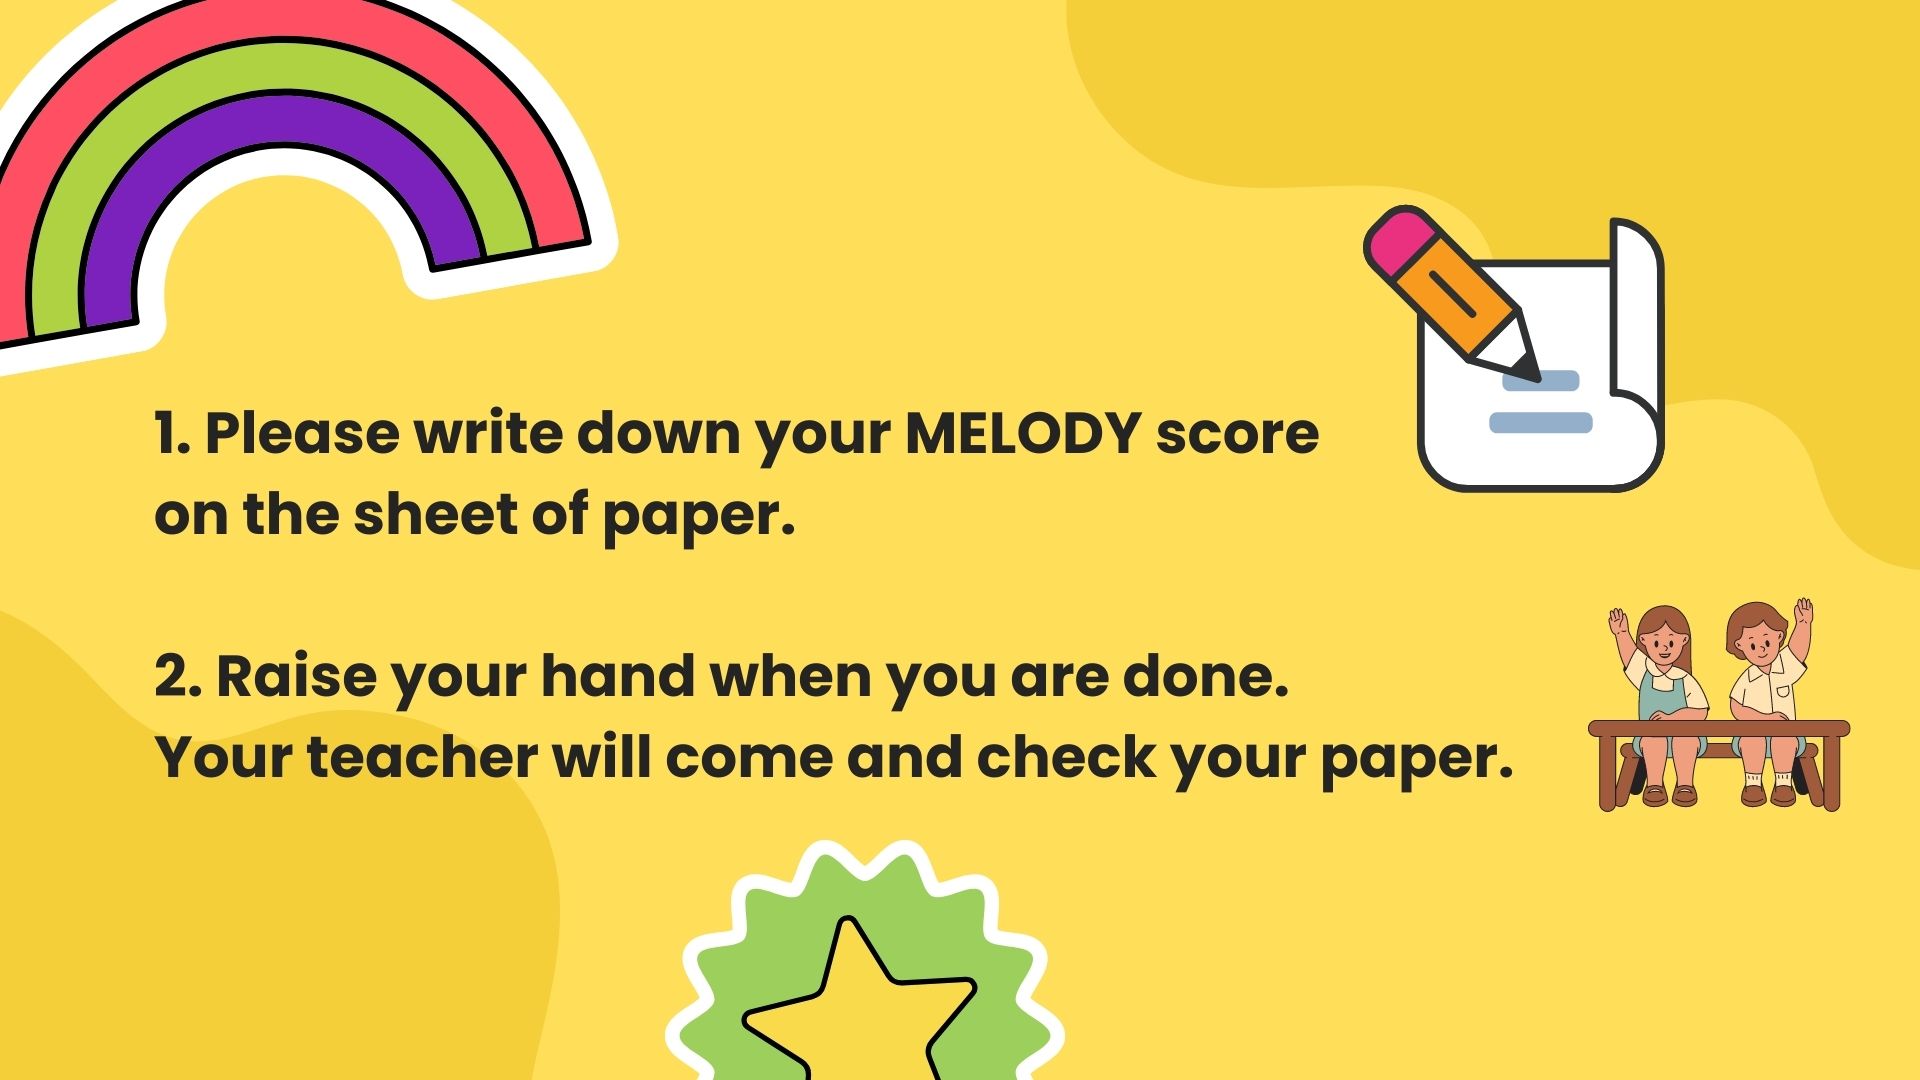 1. Please write down your MELODY score
on the sheet of paper.
2. Raise your hand when you are done.
Your teacher will come and check your paper.